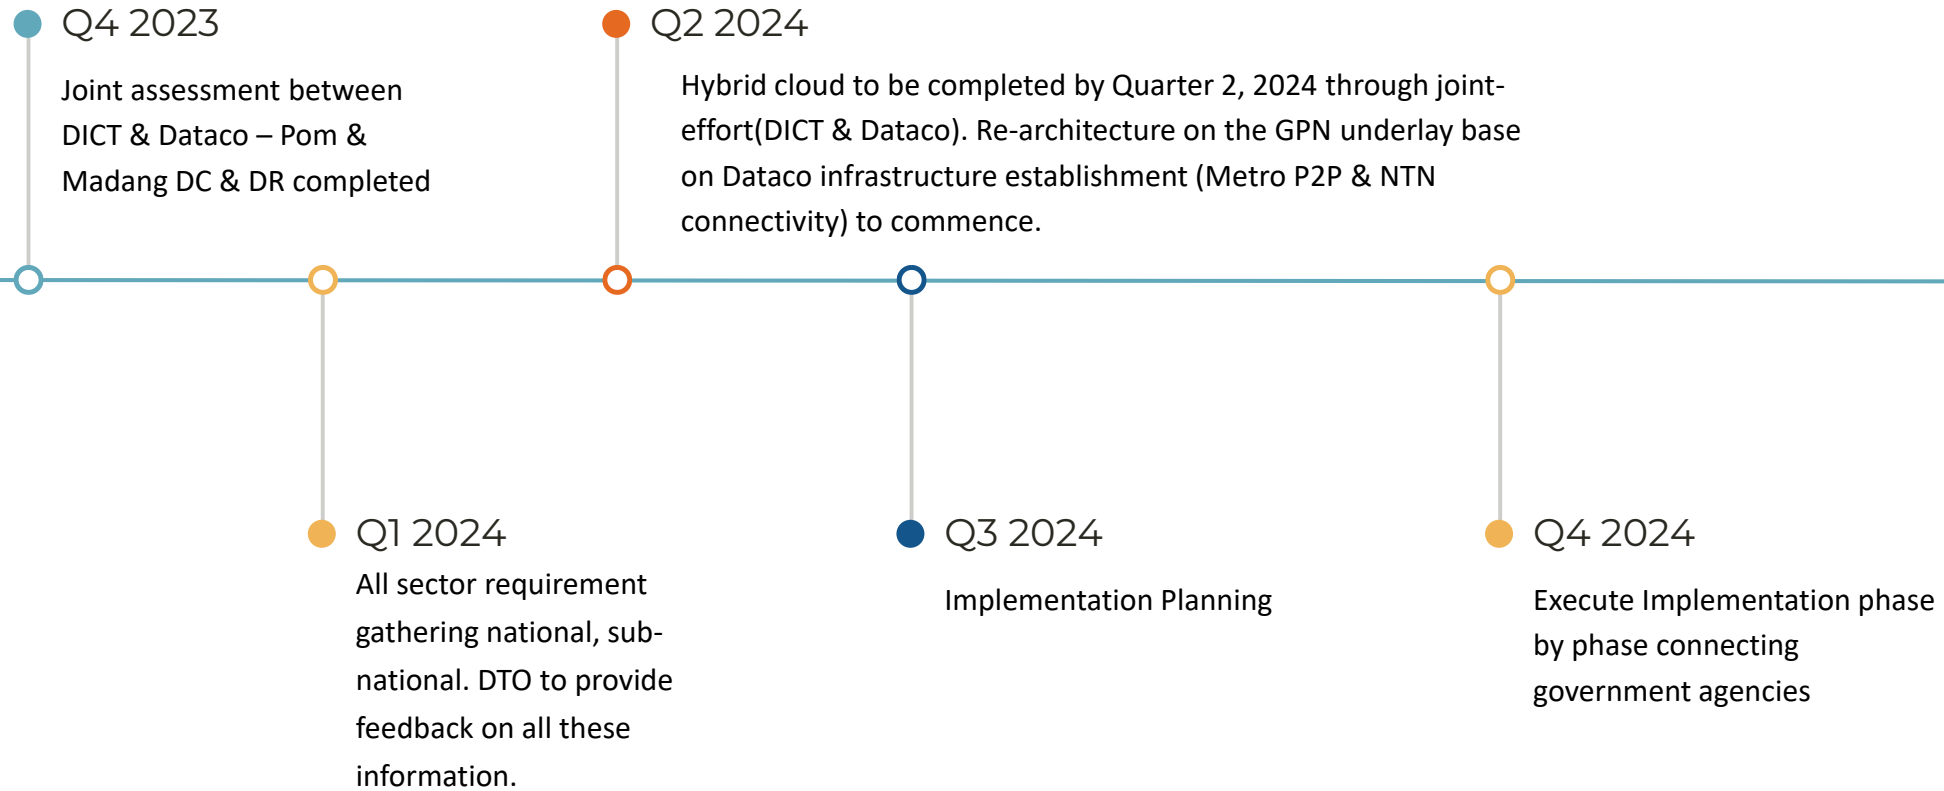 Q4 2023
Joint assessment between
DICT & Dataco – Pom &
Madang DC & DR completed
Q2 2024
Hybrid cloud to be completed by Quarter 2, 2024 through joint-
effort(DICT & Dataco). Re-architecture on the GPN underlay base
on Dataco infrastructure establishment (Metro P2P & NTN
connectivity) to commence.
Q1 2024
All sector requirement
gathering national, sub-
national. DTO to provide
feedback on all these
information.
Q3 2024
Implementation Planning
Q4 2024
Execute Implementation phase
by phase connecting
government agencies